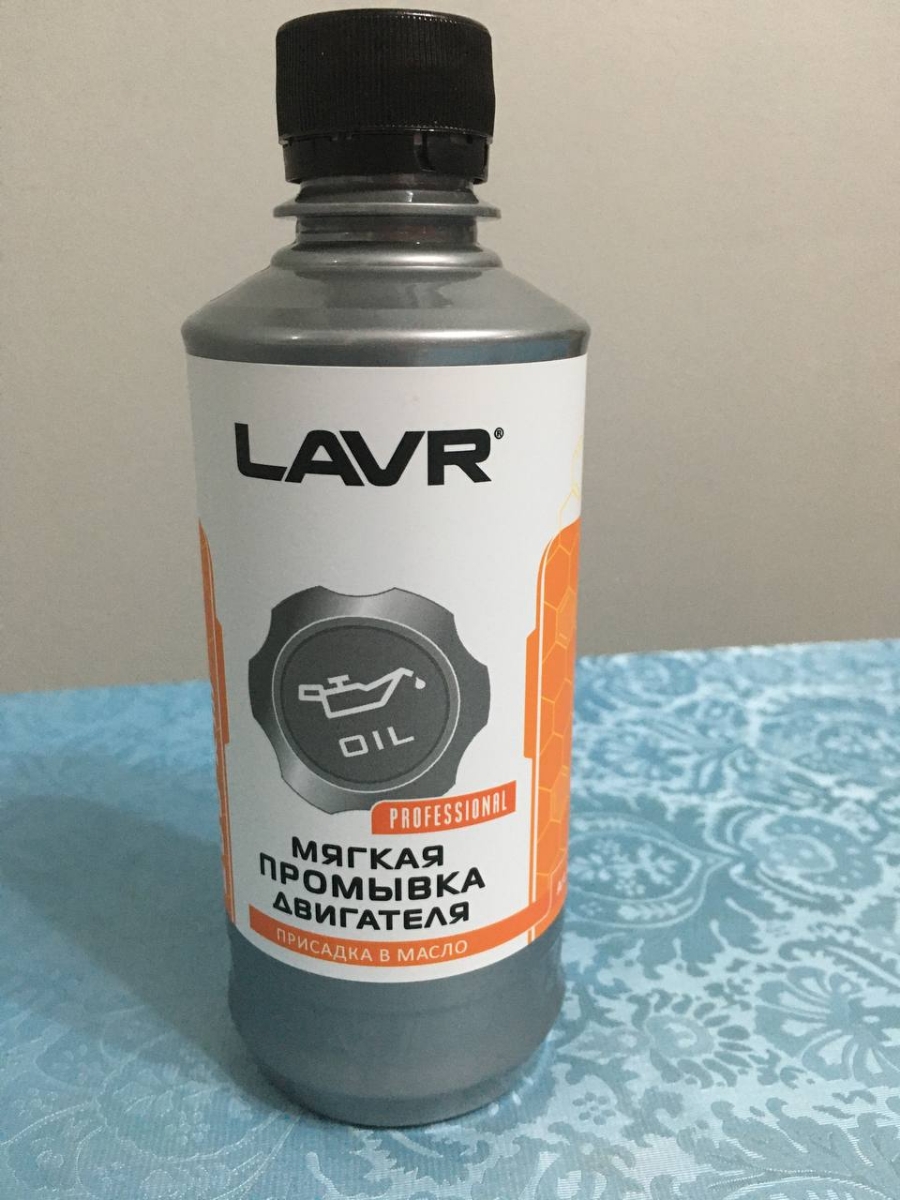 LAVR®
OIL
PROFESSIONAL
МЯГКАЯ
ПРОМЫВКА
ДВИГАТЕЛЯ
ПРИСАДКА В МАСЛО